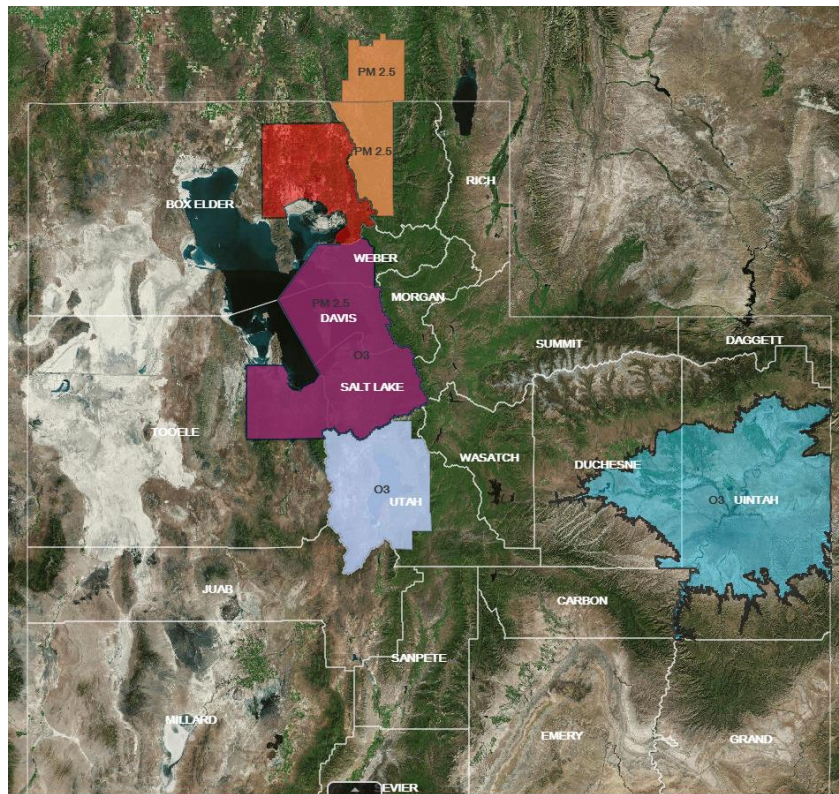 PM 2.5
PM 2.5
RICH
BOX ELDER
WEBER
MORGAN
PM 2.5
DAVIS
SUMMIT
DAGGETT
O3
SALT LAKE
TOOELE
WASATCH
DUCHESNE
O3
UTAH
O3
UINTAH
JUAB
CARBON
SANPETE
MILLARD
EMERY
GRAND
SEVIER